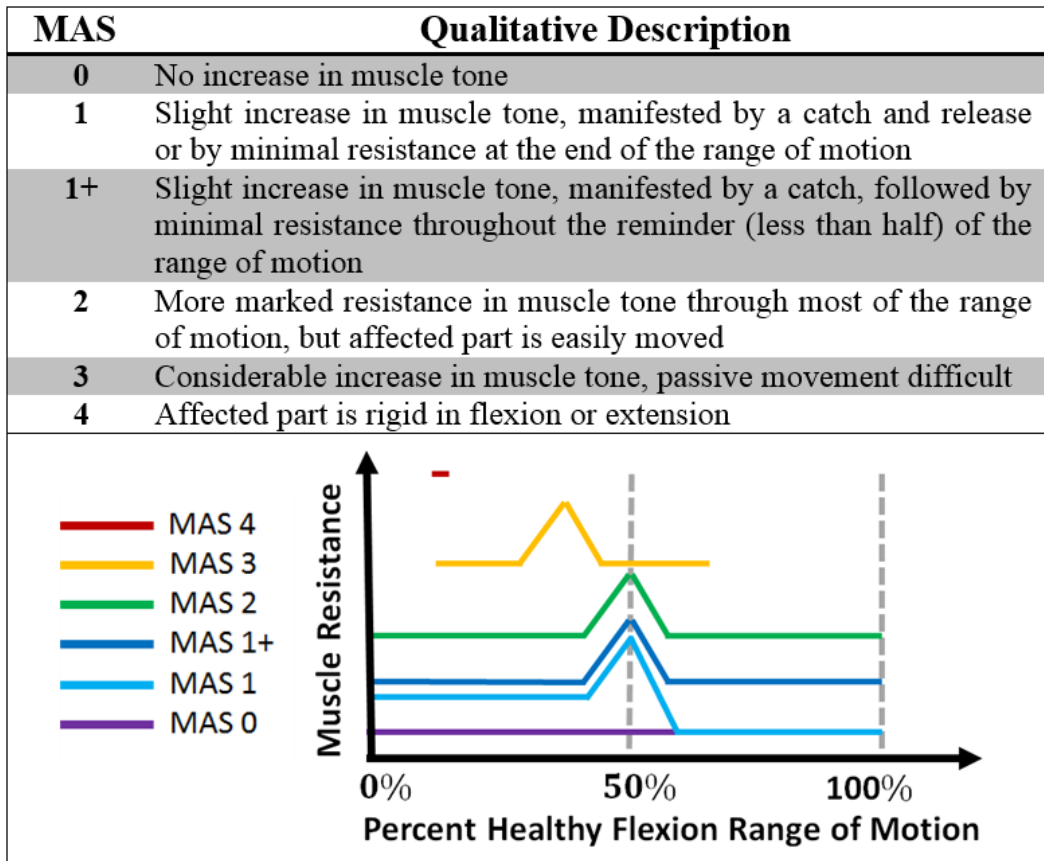 MAS Qualitative Description
0 No increase in muscle tone
1 Slight increase in muscle tone, manifested by a catch and release
or by minimal resistance at the end of the range of motion
1+ Slight increase in muscle tone, manifested by a catch, followed by
minimal resistance throughout the reminder (less than half) of the
range of motion
2 More marked resistance in muscle tone through most of the range
of motion, but affected part is easily moved
3 Considerable increase in muscle tone, passive movement difficult
4 Affected part is rigid in flexion or extension
MAS 4
MAS 3
MAS 2
MAS 1+
MAS 1
MAS 0
Muscle Resistance
0% 50% 100%
Percent Healthy Flexion Range of Motion